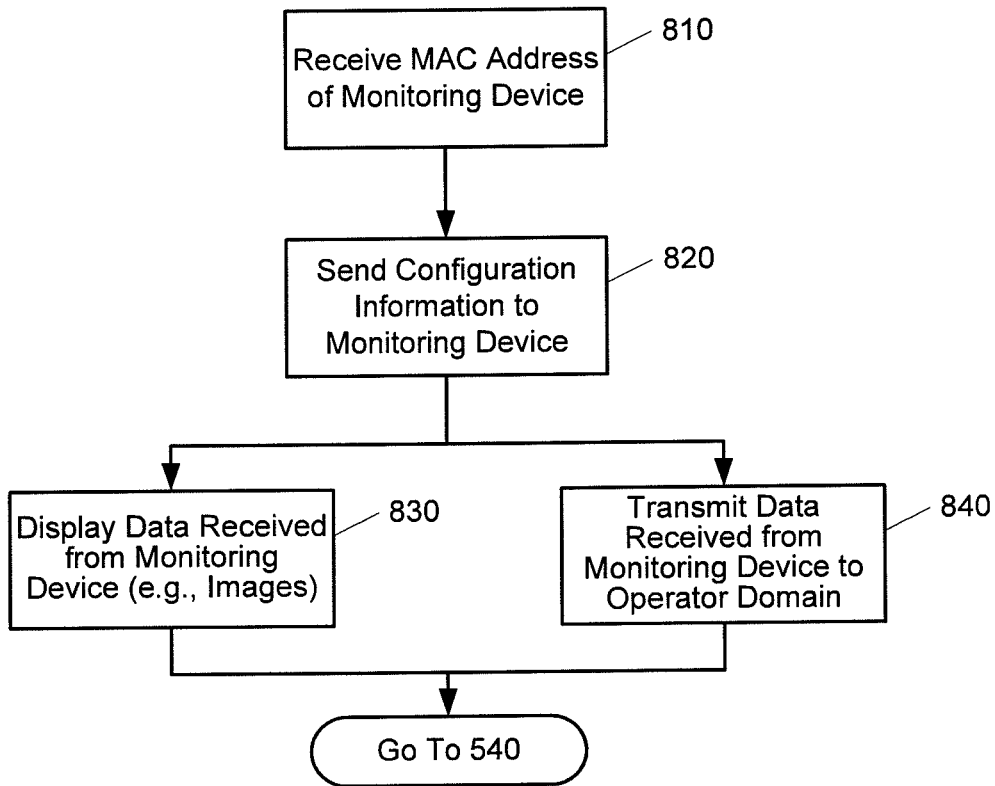 810
Receive MAC Address
of Monitoring Device
820
Send Configuration
Information to
Monitoring Device
830
Display Data Received
from Monitoring
Device (e.g., Images)
840
Transmit Data
Received from
Monitoring Device to
Operator Domain
Go To 540